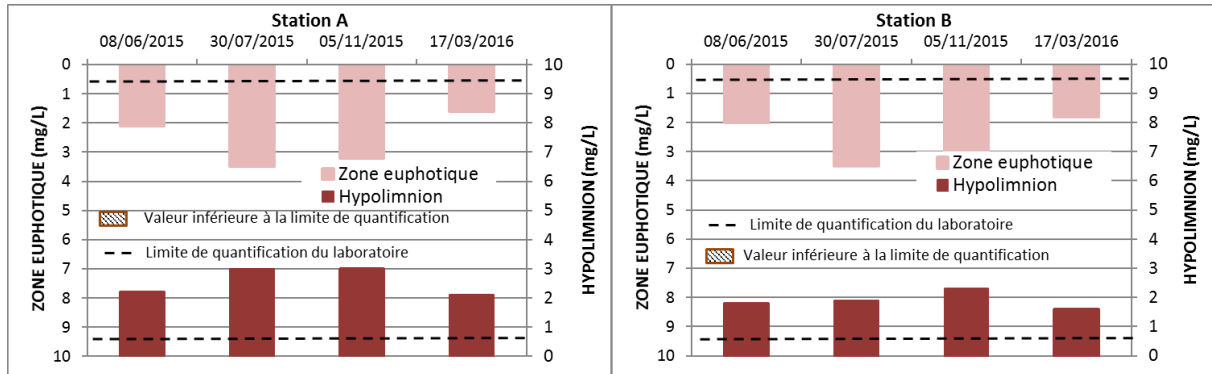 Station A
08/06/2015 30/07/2015 05/11/2015 17/03/2016
ZONE EUPHOTIQUE (mg/L)
0
1
2
3
4
5
6
7
8
9
10
Zone euphotique
Hypolimnion
Valeur inférieure à la limite de quantification
Limite de quantification du laboratoire
10
9
8
7
6
5
4
3
2
1
0
HYPOLIMNION (mg/L)
Station B
08/06/2015 30/07/2015 05/11/2015 17/03/2016
ZONE EUPHOTIQUE (mg/L)
0
1
2
3
4
5
6
7
8
9
10
Zone euphotique
Hypolimnion
Limite de quantification du laboratoire
Valeur inférieure à la limite de quantification
10
9
8
7
6
5
4
3
2
1
0
HYPOLIMNION (mg/L)